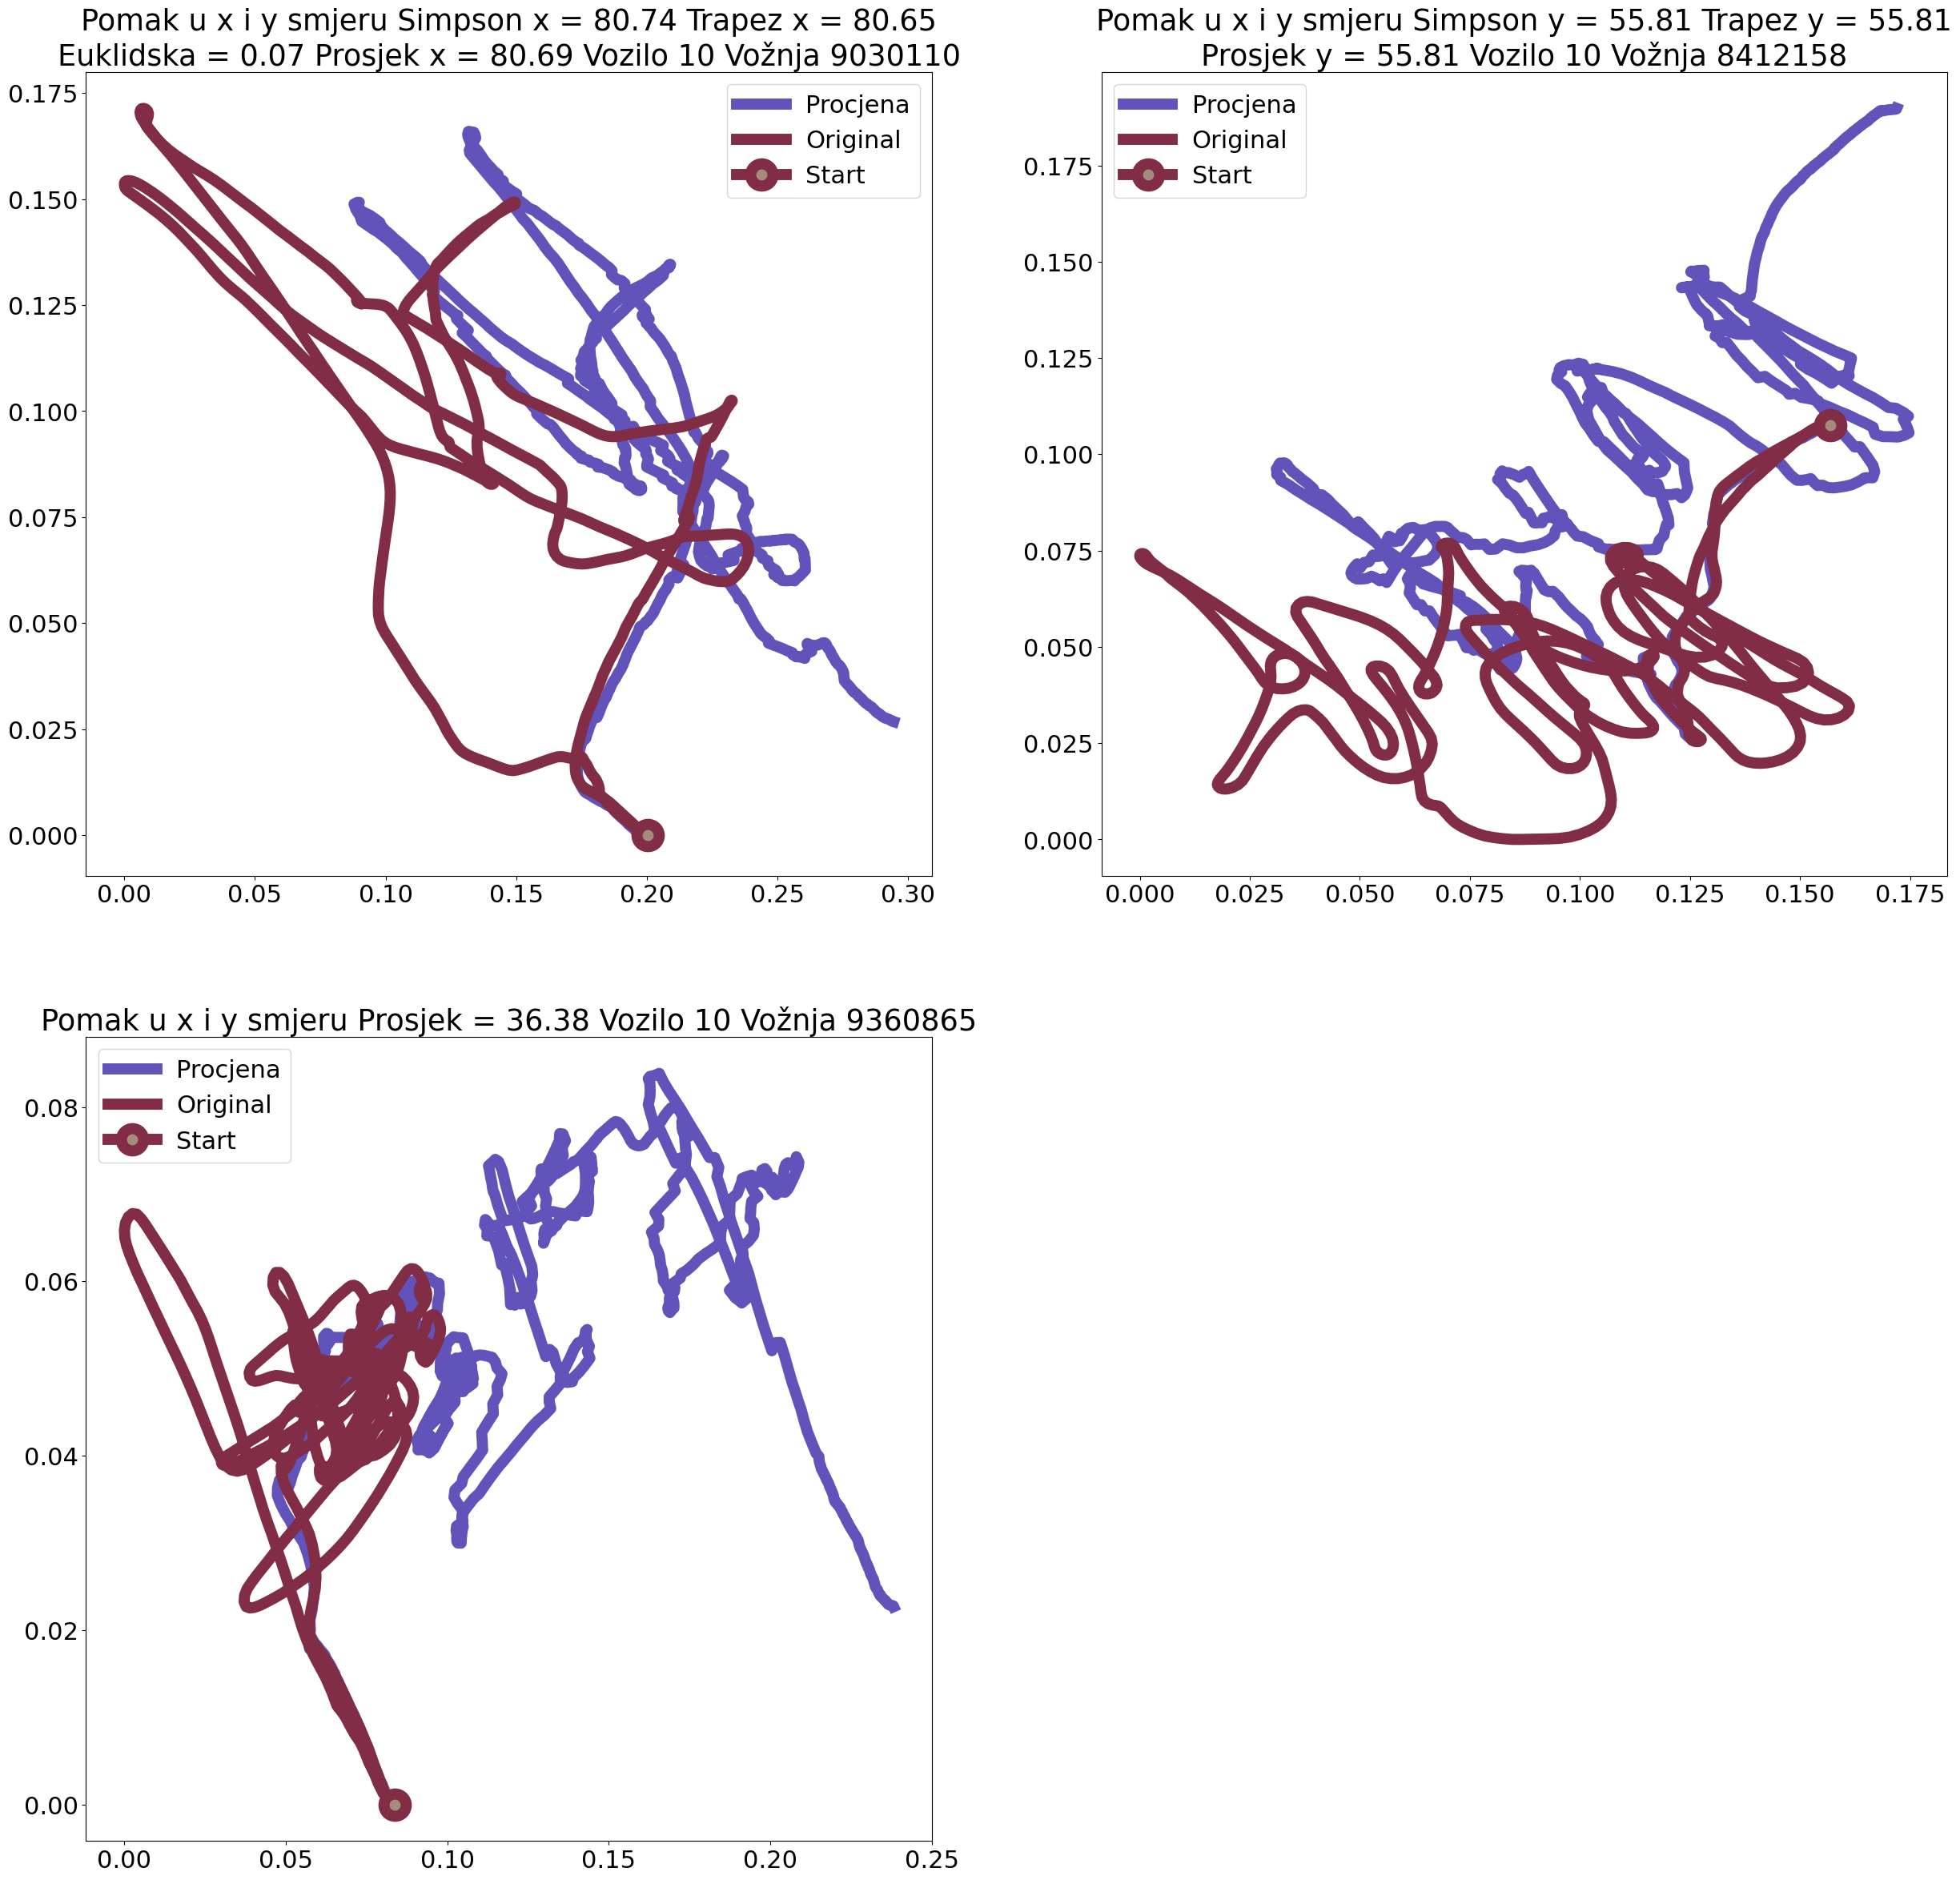 Pomak u x i y smjeru Simpson x = 80.74 Trapez x = 80.65
Euklidska = 0.07 Prosjek x = 80.69 Vozilo 10 Vožnja 9030110
Procjena
Original
Start
0.175
0.150
0.125
0.100
0.075
0.050
0.025
0.000
0.00 0.05 0.10 0.15 0.20 0.25 0.30
Pomak u x i y smjeru Simpson y = 55.81 Trapez y = 55.81
Prosjek y = 55.81 Vozilo 10 Vožnja 8412158
Procjena
Original
Start
0.175
0.150
0.125
0.100
0.075
0.050
0.025
0.000
0.000 0.025 0.050 0.075 0.100 0.125 0.150 0.175
Pomak u x i y smjeru Prosjek = 36.38 Vozilo 10 Vožnja 9360865
Procjena
Original
Start
0.08
0.06
0.04
0.02
0.00
0.00 0.05 0.10 0.15 0.20 0.25